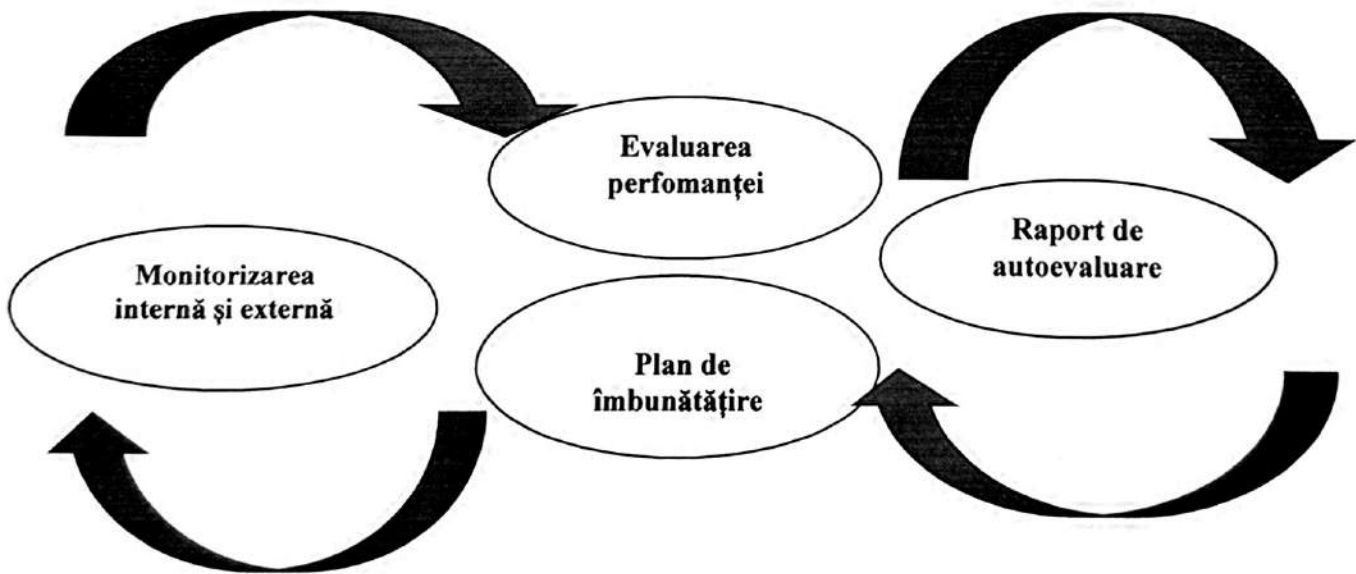 Evaluarea
perfomanței
Raport de
autoevaluare
Monitorizarea
internă și externă
Plan de
îmbunătățire